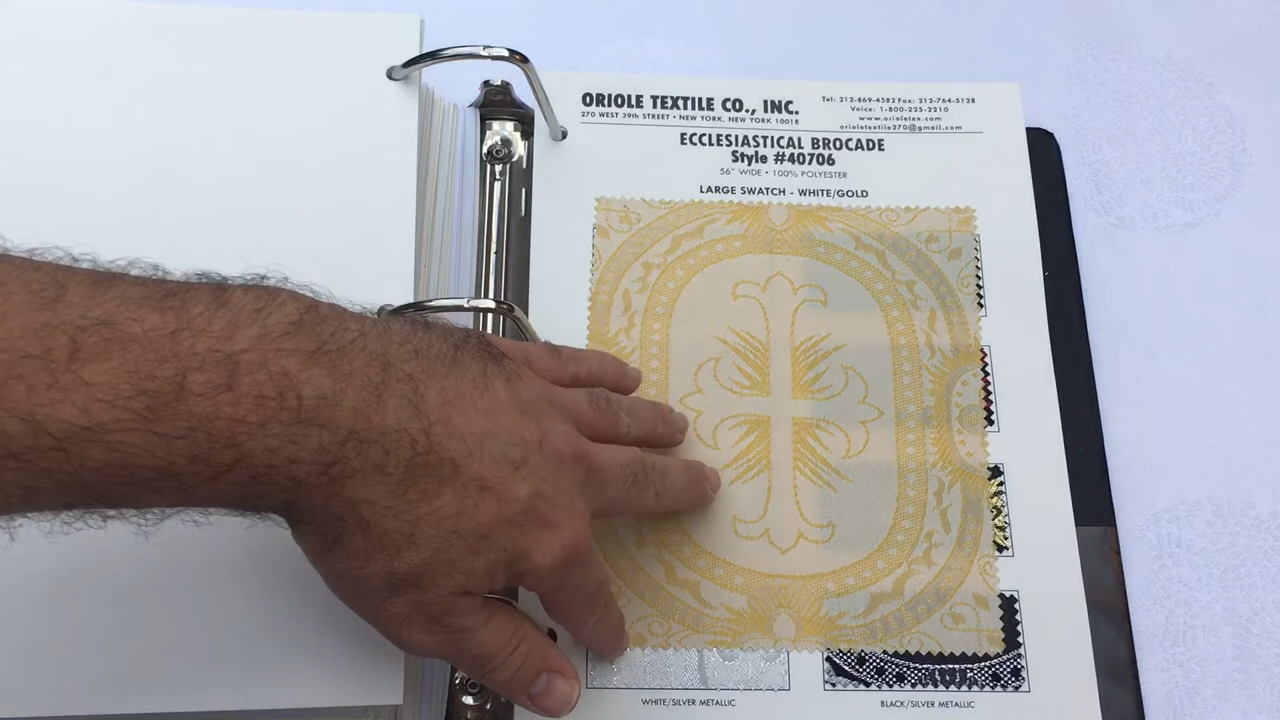 ORIOLE TEXTILE CO., INC.
270 WEST 39th STREET • NEW YORK, NEW YORK 10018
Tel: 212-869-4582 Fax: 212-764-5128
Voice: 1-800-225-2210
www.orioletex.com
orioletextile270@gmail.com
ECCLESIASTICAL BROCADE
Style #40706
56" WIDE • 100% POLYESTER
LARGE SWATCH - WHITE/GOLD
WHITE/SILVER METALLIC
BLACK/SILVER METALLIC